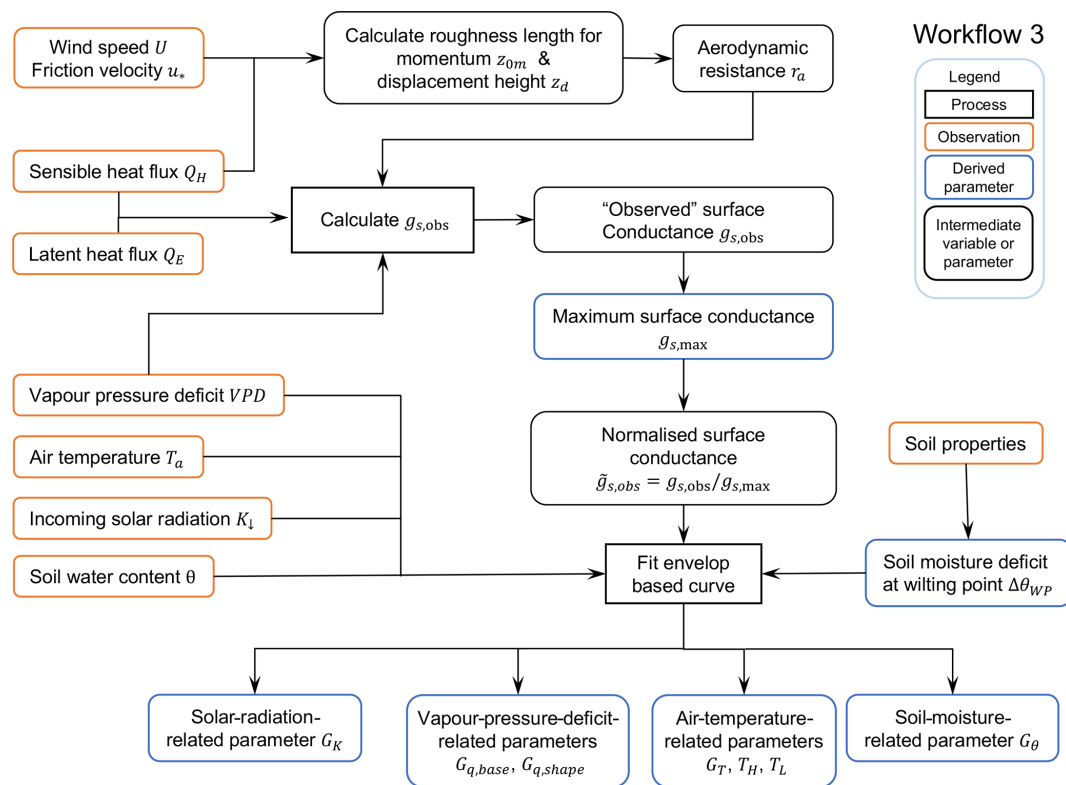 Workflow 3
Legend
Process
Observation
Derived
parameter
Intermediate
variable or
parameter
Wind speed U
Friction velocity u*
Calculate roughness length for
momentum z0m &
displacement height zd
Aerodynamic
resistance ra
Sensible heat flux QH
Latent heat flux QE
Calculate gs,obs
“Observed” surface
Conductance gs,obs
Maximum surface conductance
gs,max
Vapour pressure deficit VPD
Air temperature Ta
Incoming solar radiation K↓
Soil water content θ
Normalised surface
conductance
g̃s,obs = gs,obs/gs,max
Soil properties
Fit envelop
based curve
Soil moisture deficit
at wilting point ΔθWP
Solar-radiation-
related parameter GK
Vapour-pressure-deficit-
related parameters
Gq,base, Gq,shape
Air-temperature-
related parameters
GT, TH, TL
Soil-moisture-
related parameter Gθ